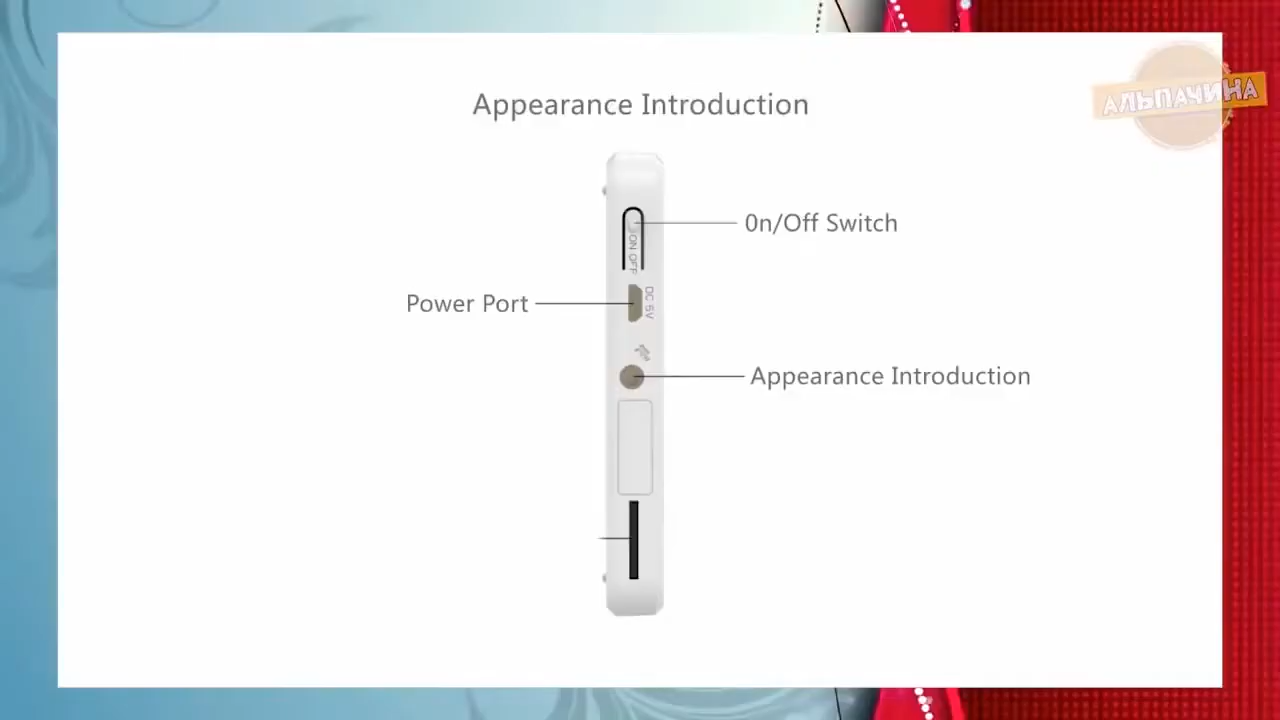 АЛЬПАЧИНА
Appearance Introduction
0n/Off Switch
ON OFF
Power Port
DC 5V
Appearance Introduction